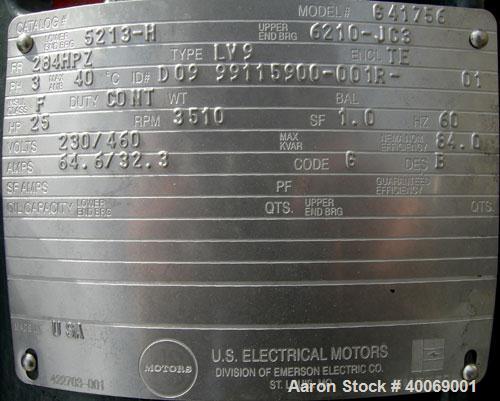 CATALOG# MODEL# G41756
LOWER END BRG 5213-H UPPER END BRG 6210-JC3
FR 284HPZ TYPE LV9 ENCL TE
PH 3 MAX AMB 40 °C ID# D09 99115900-001R- 01
INSUL CLASS F DUTY CONT WT BAL
HP 25 RPM 3510 SF 1.0 HZ 60
VOLTS 230/460 MAX KVAR NEMA NOM EFFICIENCY 84.0
AMPS 64.6/32.3 CODE G DES B
SF AMPS PF GUARANTEED EFFICIENCY
OIL CAPACITY LOWER END BRG QTS. UPPER END BRG QTS.
MADE IN USA
MOTORS
U.S. ELECTRICAL MOTORS
DIVISION OF EMERSON ELECTRIC CO.
ST. LOUIS, MO.
422703-001
Aaron Stock # 40069001